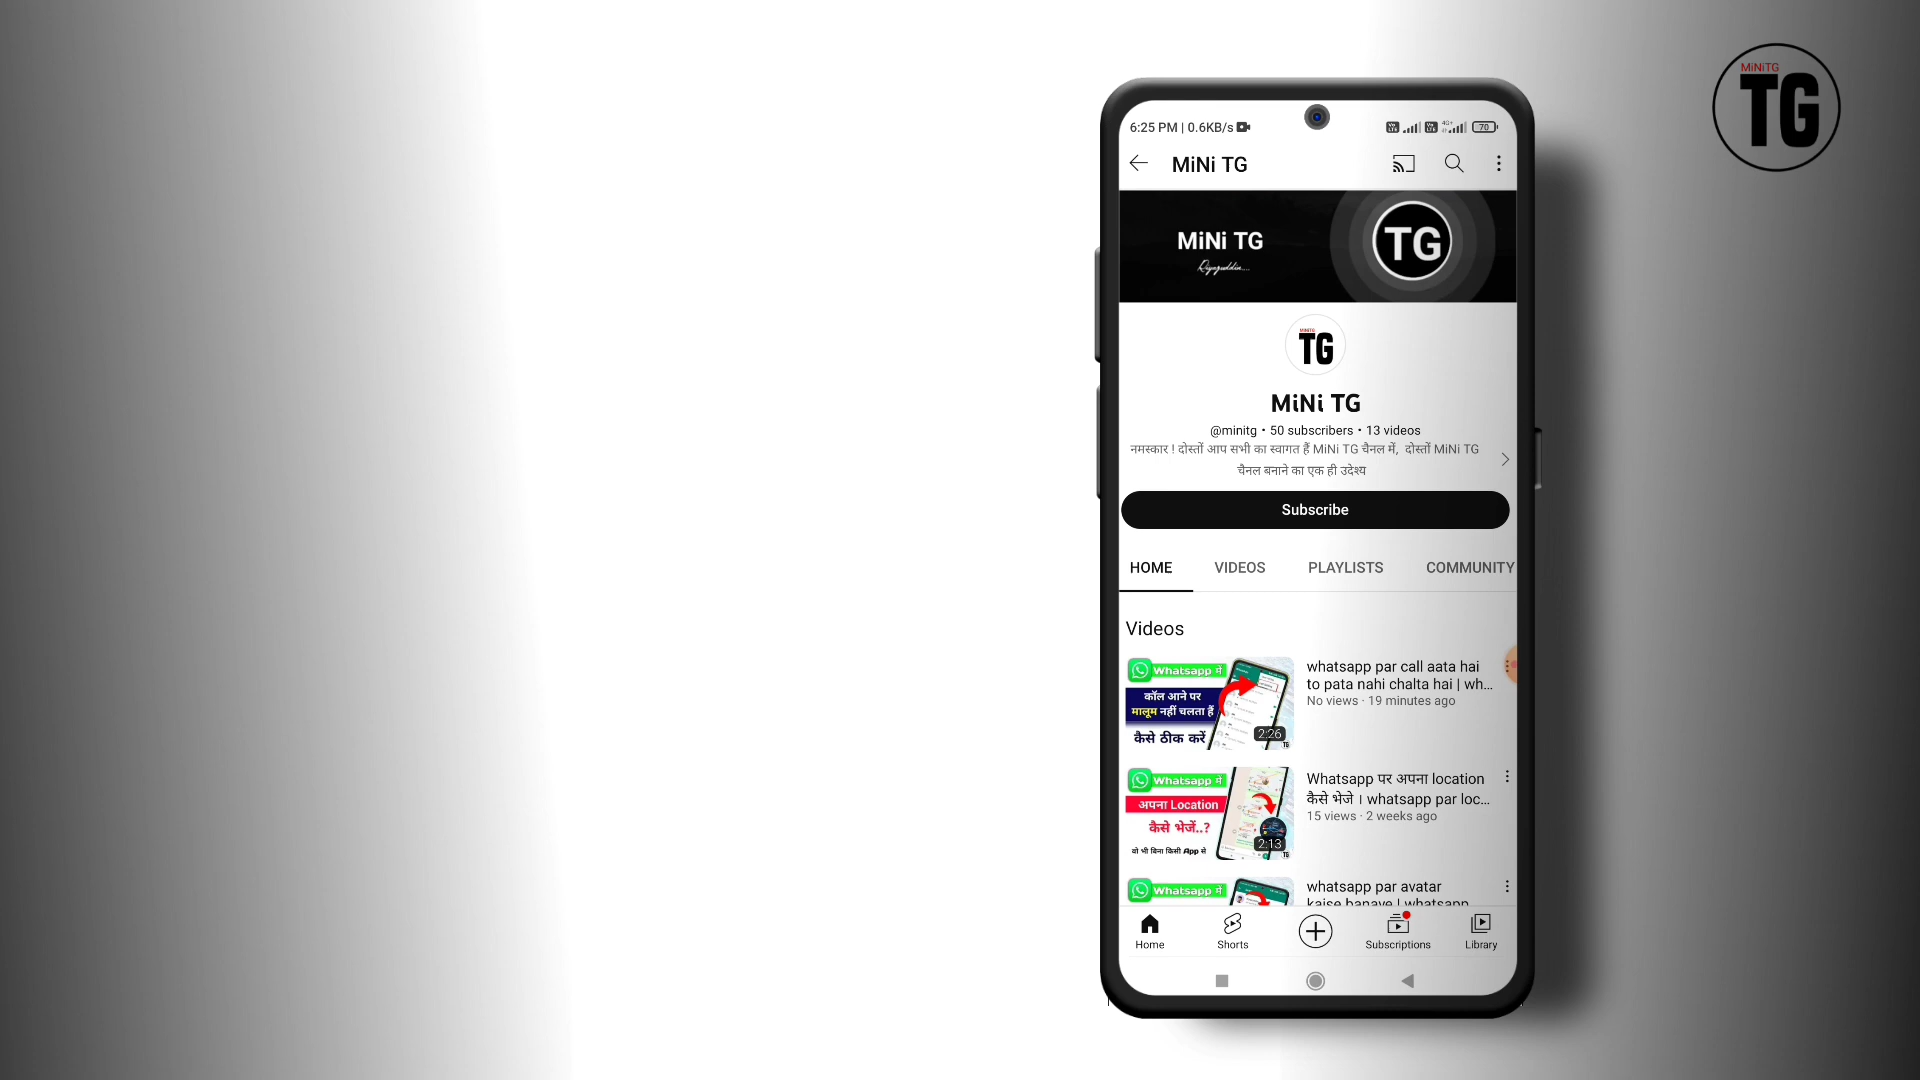 MiNiTG
TG
6:25 PM | 0.6KB/s
70
MiNi TG
MiNi TG
TG
MiNiTG
TG
MiNi TG
@minitg • 50 subscribers • 13 videos
नमस्कार ! दोस्तों आप सभी का स्वागत हैं MiNi TG चैनल में, दोस्तों MiNi TG
चैनल बनाने का एक ही उदेश्य
Subscribe
HOME VIDEOS PLAYLISTS COMMUNITY
Videos
Whatsapp में
कॉल आने पर
मालूम नहीं चलता हैं
कैसे ठीक करें
2:26
TG
whatsapp par call aata hai
to pata nahi chalta hai | wh...
No views · 19 minutes ago
Whatsapp में
अपना Location
कैसे भेजें..?
वो भी बिना किसी App से
2:13
TG
Whatsapp पर अपना location
कैसे भेजे । whatsapp par loc...
15 views · 2 weeks ago
Whatsapp में
whatsapp par avatar
kaise banaye | whatsapp
Home Shorts Subscriptions Library